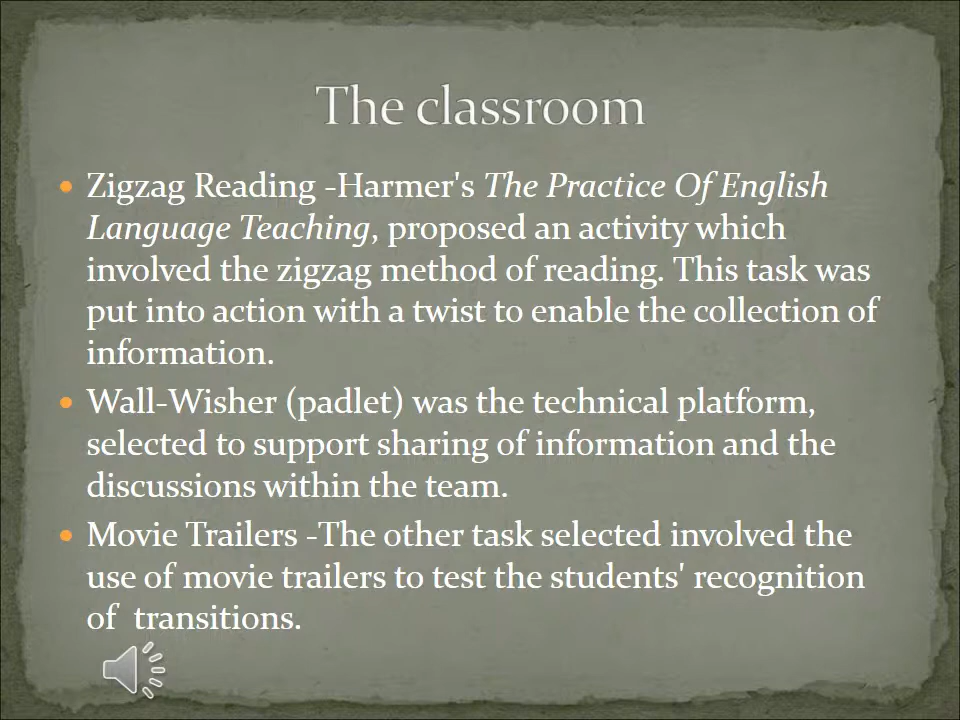 The classroom
Zigzag Reading -Harmer's The Practice Of English
Language Teaching, proposed an activity which
involved the zigzag method of reading. This task was
put into action with a twist to enable the collection of
information.
Wall-Wisher (padlet) was the technical platform,
selected to support sharing of information and the
discussions within the team.
Movie Trailers -The other task selected involved the
use of movie trailers to test the students' recognition
of  transitions.